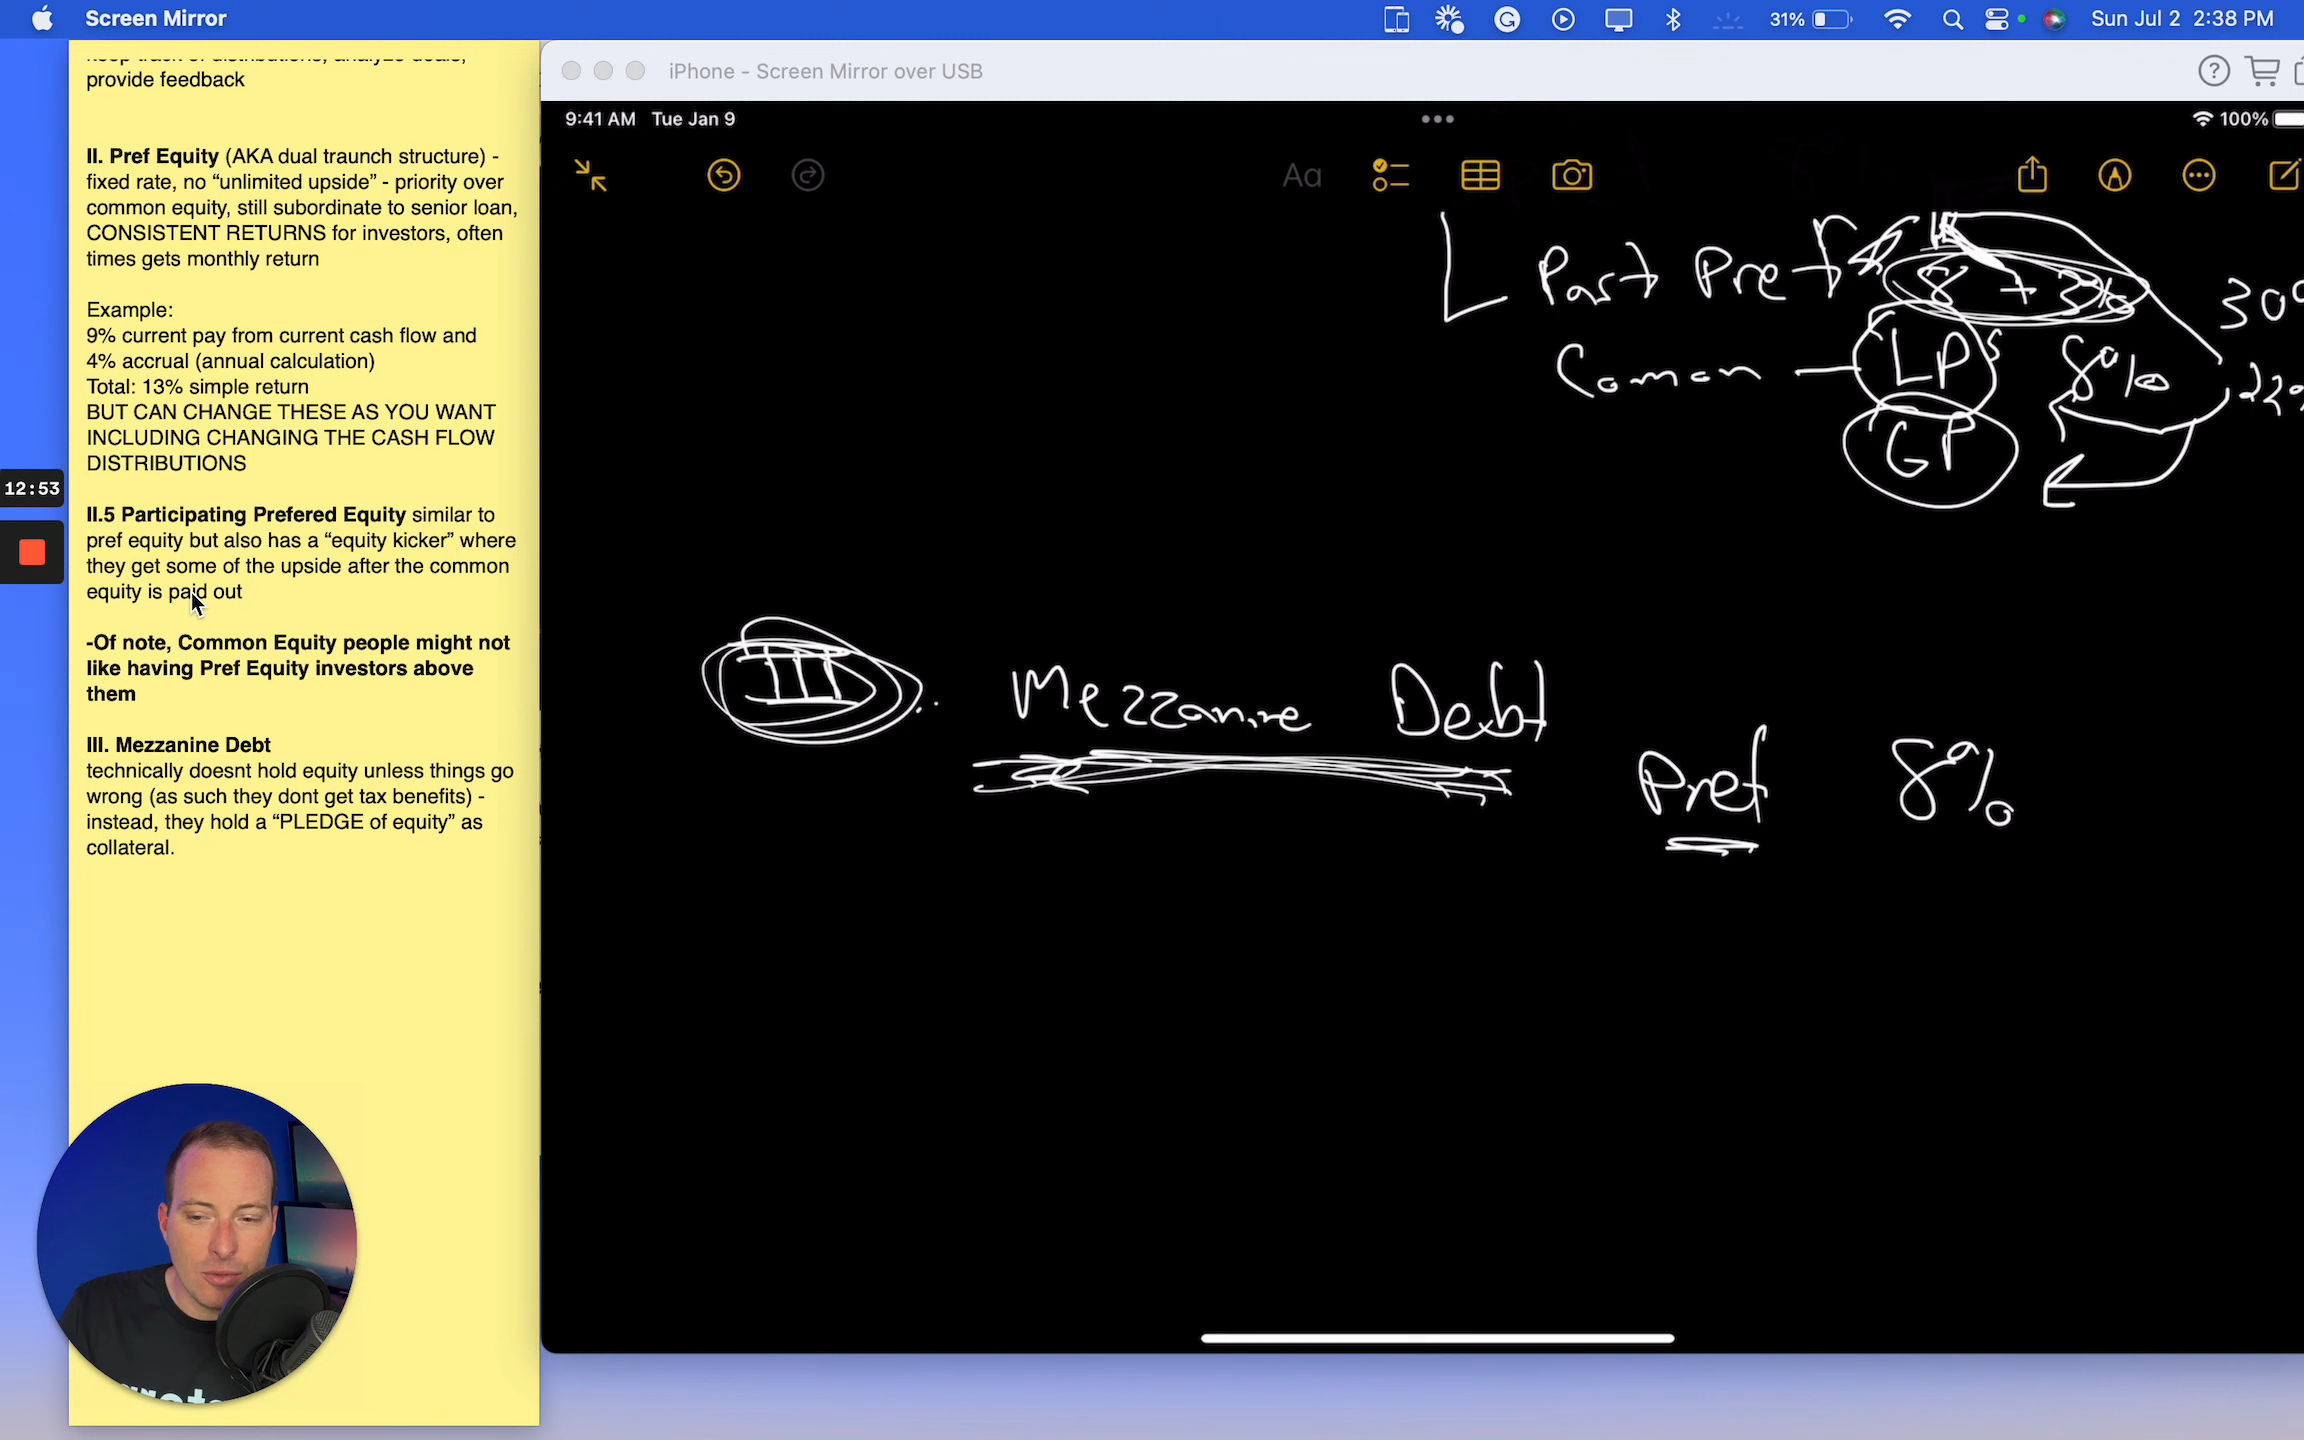 Screen Mirror
31%
Sun Jul 2 2:38 PM
provide feedback
II. Pref Equity (AKA dual traunch structure) -
fixed rate, no “unlimited upside” - priority over
common equity, still subordinate to senior loan,
CONSISTENT RETURNS for investors, often
times gets monthly return
Example:
9% current pay from current cash flow and
4% accrual (annual calculation)
Total: 13% simple return
BUT CAN CHANGE THESE AS YOU WANT
INCLUDING CHANGING THE CASH FLOW
DISTRIBUTIONS
II.5 Participating Prefered Equity similar to
pref equity but also has a “equity kicker” where
they get some of the upside after the common
equity is paid out
-Of note, Common Equity people might not
like having Pref Equity investors above
them
III. Mezzanine Debt
technically doesnt hold equity unless things go
wrong (as such they dont get tax benefits) -
instead, they hold a “PLEDGE of equity” as
collateral.
12:53
iPhone - Screen Mirror over USB
9:41 AM Tue Jan 9
100%
Aa
Part Pref 8 + 3%
Comon — LPs 8%
GP
III. Mezzanine Debt
Pref 8%